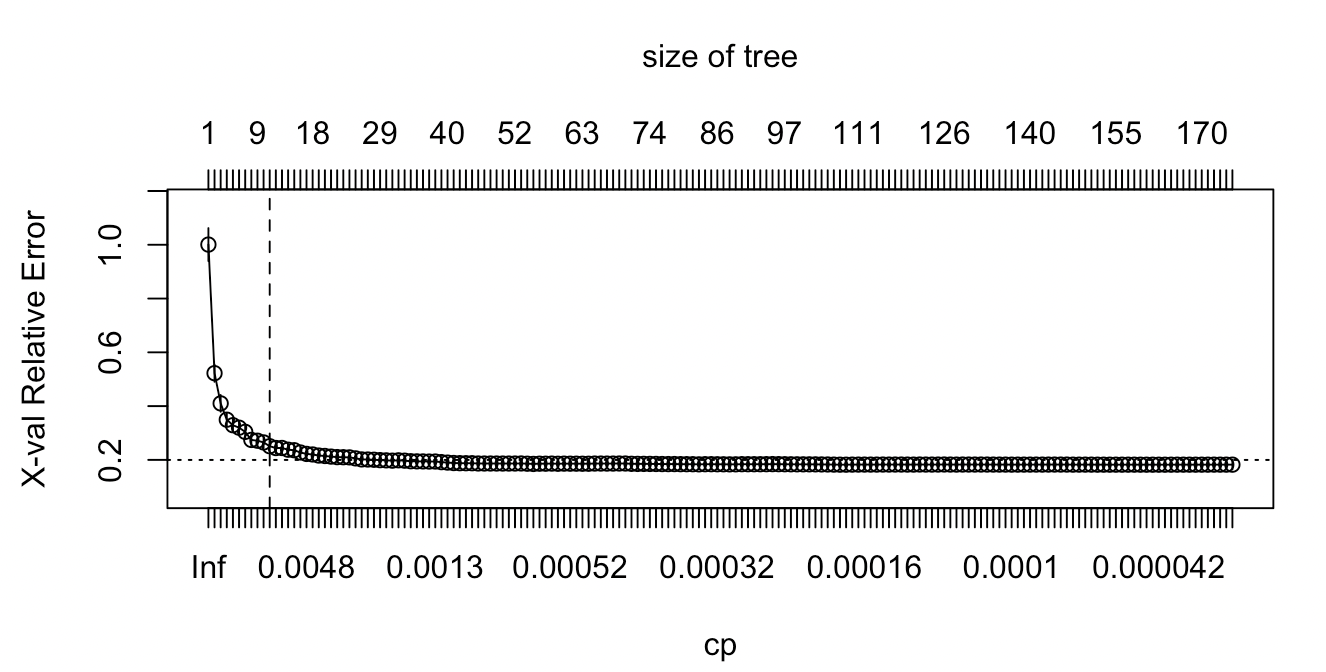 size of tree
1 9 18 29 40 52 63 74 86 97 111 126 140 155 170
X-val Relative Error
1.0
0.6
0.2
Inf 0.0048 0.0013 0.00052 0.00032 0.00016 0.0001 0.000042
cp